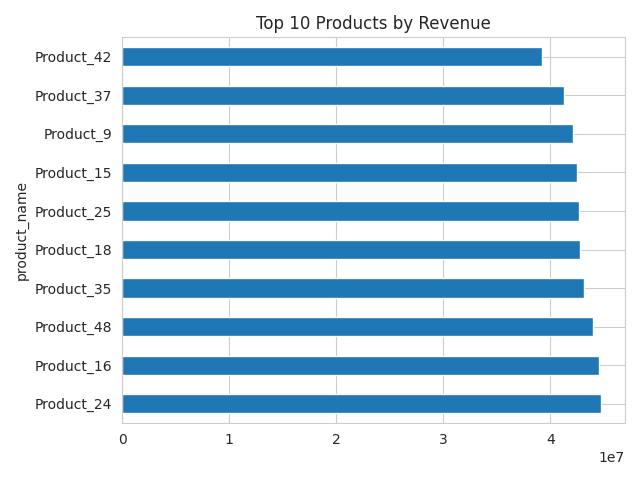 Top 10 Products by Revenue
Product_42
Product_37
Product_9
Product_15
Product_25
Product_18
Product_35
Product_48
Product_16
Product_24
product_name
0 1 2 3 4
1e7